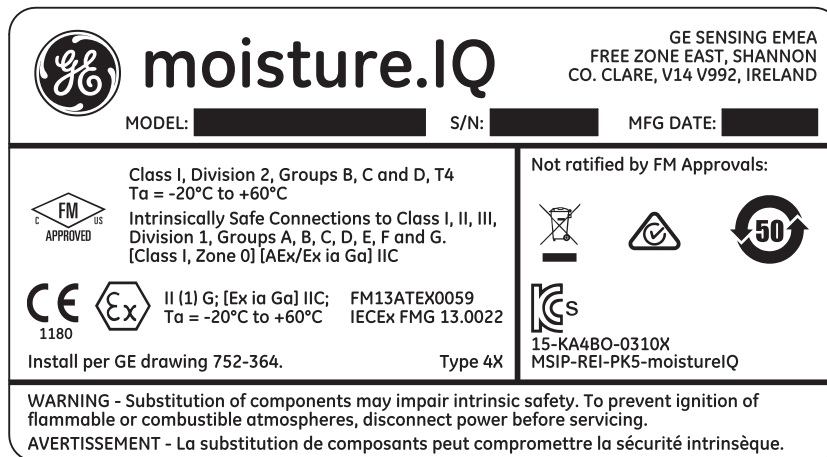 GE
moisture.IQ
GE SENSING EMEA
FREE ZONE EAST, SHANNON
CO. CLARE, V14 V992, IRELAND
MODEL:
S/N:
MFG DATE:
Class I, Division 2, Groups B, C and D, T4
Ta = -20°C to +60°C
Intrinsically Safe Connections to Class I, II, III,
Division 1, Groups A, B, C, D, E, F and G.
[Class I, Zone 0] [AEx/Ex ia Ga] IIC
C FM US
APPROVED
CE
1180
Ex
II (1) G; [Ex ia Ga] IIC;
Ta = -20°C to +60°C
FM13ATEX0059
IECEx FMG 13.0022
Install per GE drawing 752-364.
Type 4X
Not ratified by FM Approvals:
50
KC S
15-KA4BO-0310X
MSIP-REI-PK5-moistureIQ
WARNING - Substitution of components may impair intrinsic safety. To prevent ignition of
flammable or combustible atmospheres, disconnect power before servicing.
AVERTISSEMENT - La substitution de composants peut compromettre la sécurité intrinsèque.